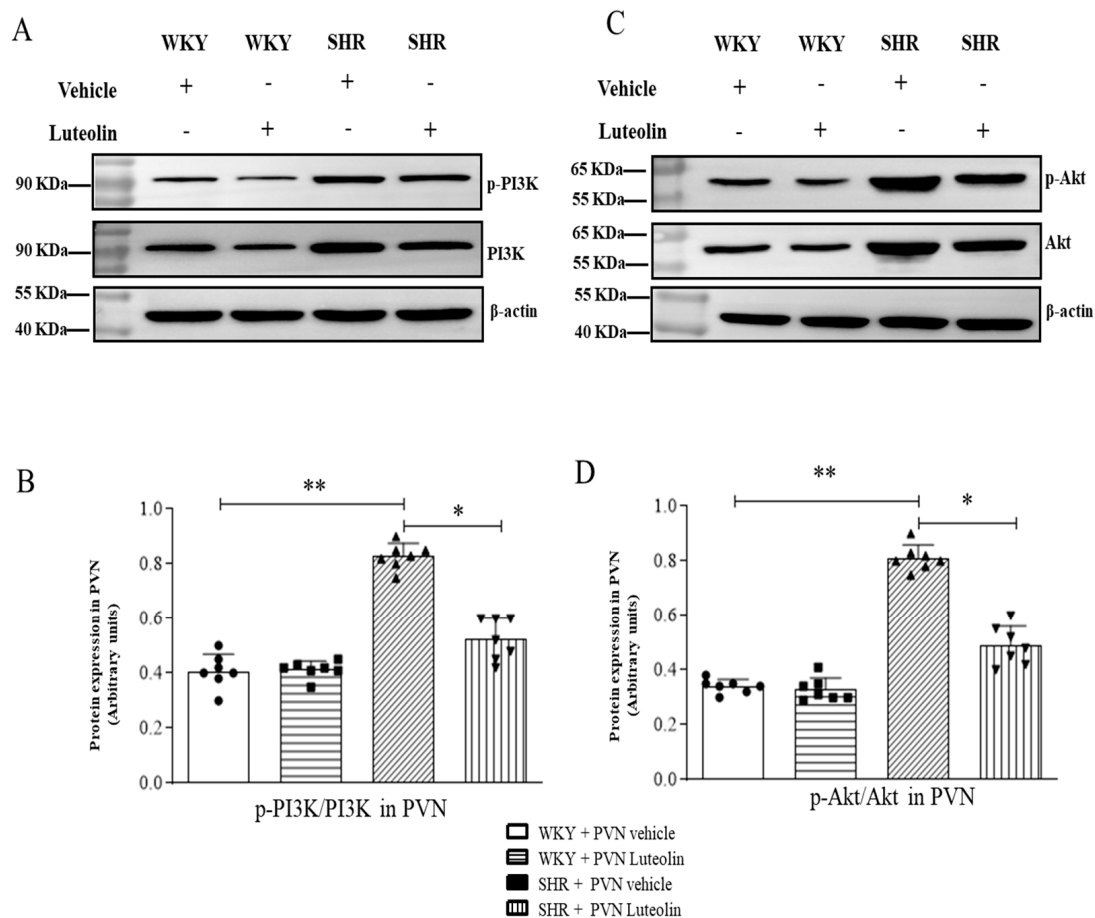 A
WKY WKY SHR SHR
Vehicle + - + -
Luteolin - + - +
90 KDa p-PI3K
90 KDa PI3K
55 KDa
40 KDa β-actin
C
WKY WKY SHR SHR
Vehicle + - + -
Luteolin - + - +
65 KDa
55 KDa p-Akt
65 KDa
55 KDa Akt
55 KDa
40 KDa β-actin
B
Protein expression in PVN
(Arbitrary units)
1.0
0.8
0.6
0.4
0.2
0.0
**
*
p-PI3K/PI3K in PVN
D
Protein expression in PVN
(Arbitrary units)
1.0
0.8
0.6
0.4
0.2
0.0
**
*
p-Akt/Akt in PVN
WKY + PVN vehicle
WKY + PVN Luteolin
SHR + PVN vehicle
SHR + PVN Luteolin